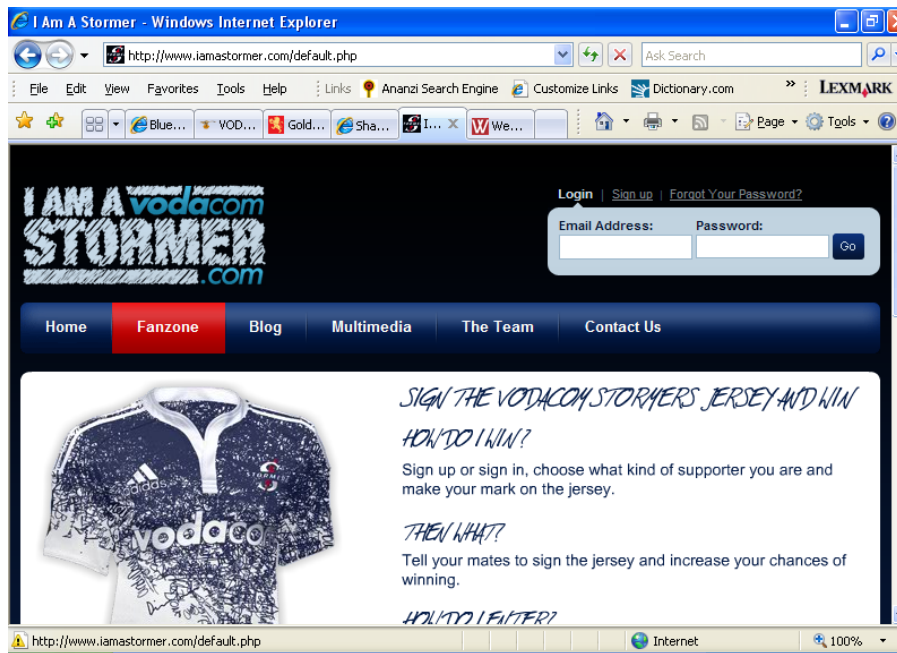 I Am A Stormer - Windows Internet Explorer
http://www.iamastormer.com/default.php
Ask Search
File Edit View Favorites Tools Help Links Ananzi Search Engine Customize Links Dictionary.com » LEXMARK
Blue... VOD... Gold... Sha... I... We... Page Tools
I AM A vodacom
STORMER
.com
Login | Sign up | Forgot Your Password?
Email Address: Password:
Go
Home Fanzone Blog Multimedia The Team Contact Us
SIGN THE VODACOM STORMERS JERSEY AND WIN
HOW DO I WIN?
Sign up or sign in, choose what kind of supporter you are and
make your mark on the jersey.
THEN WHAT?
Tell your mates to sign the jersey and increase your chances of
winning.
HOW DO I ENTER?
adidas
vodaco
http://www.iamastormer.com/default.php Internet 100%